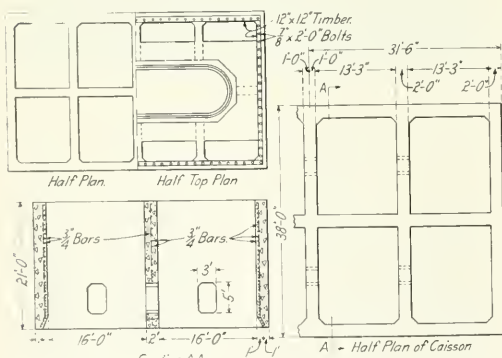 12"x12" Timber.
7/8 x 2'-0" Bolts
31'-6"
1'-0" 1'-0"
13'-3" 13'-3"
2'-0" 2'-0"
A
Half Plan. Half Top Plan
38'-0"
21'-0"
3/4" Bars. 3/4" Bars.
3'
5'
16'-0" 2' 16'-0" 1' 1'
A Half Plan of Caisson